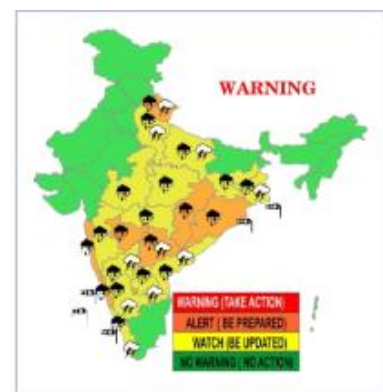 WARNING
WARNING (TAKE ACTION)
ALERT ( BE PREPARED)
WATCH (BE UPDATED)
NO WARNING ( NO ACTION)